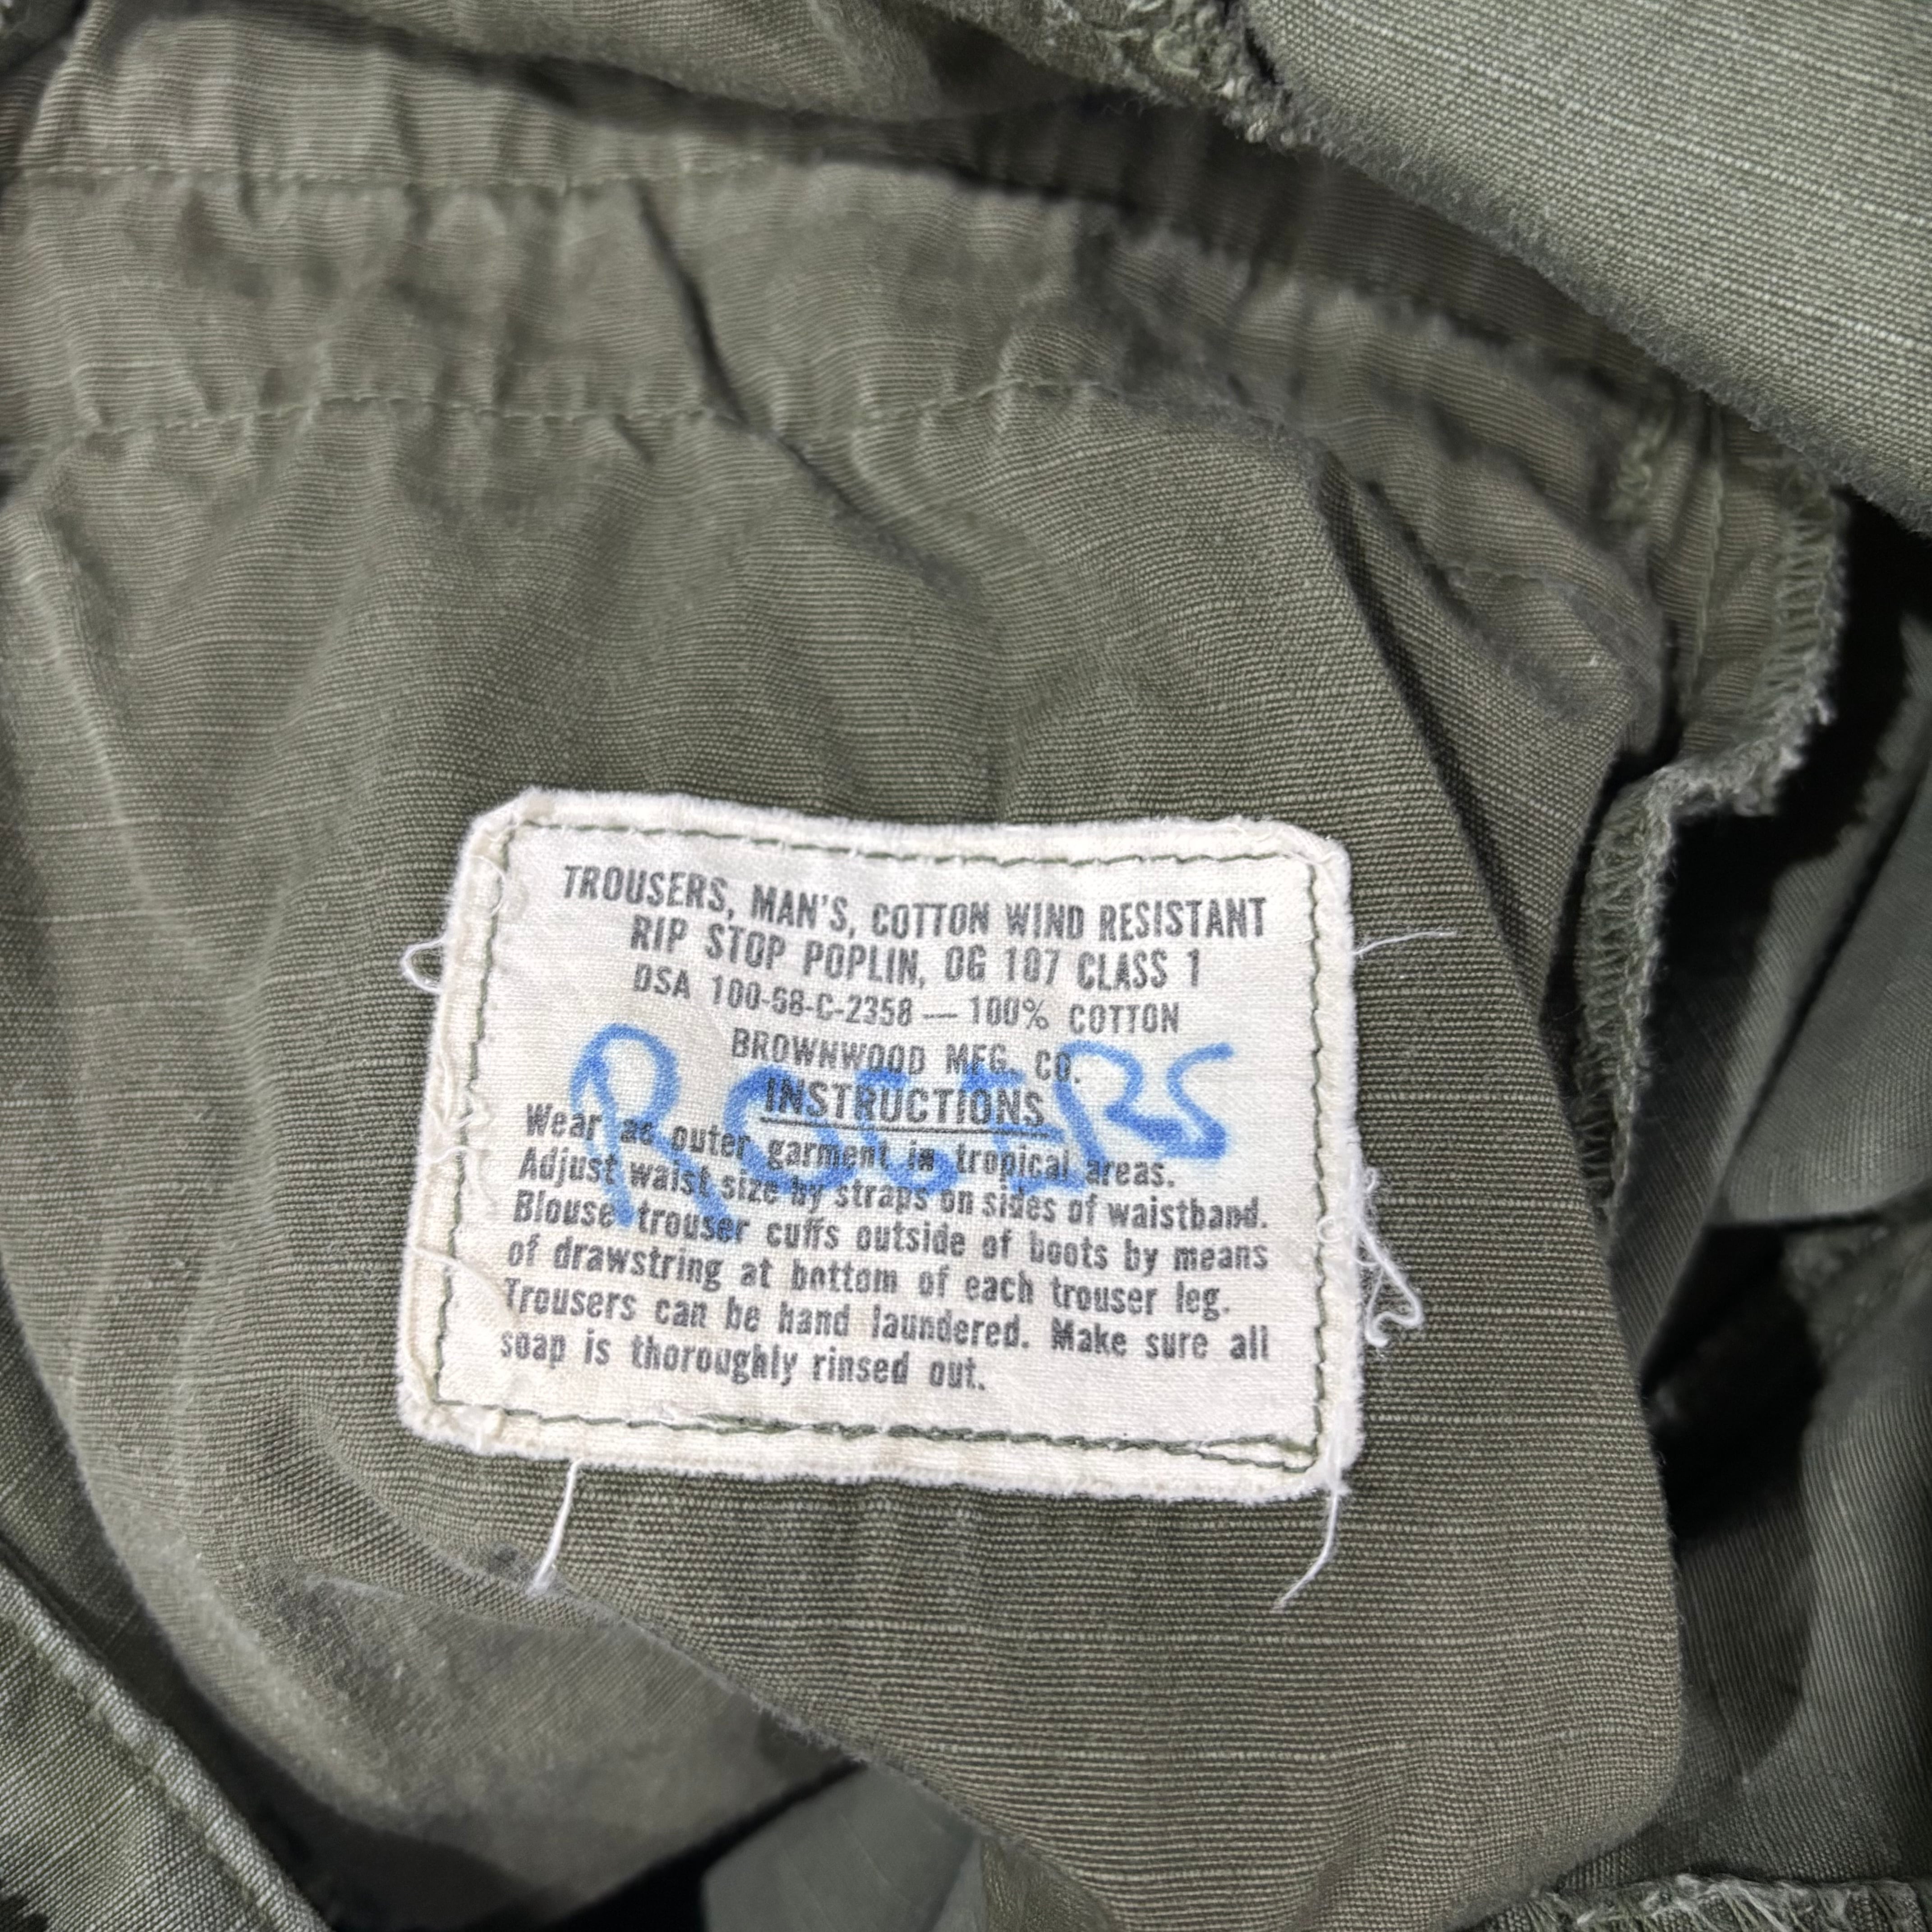 TROUSERS, MAN'S, COTTON WIND RESISTANT
RIP STOP POPLIN, OG 107 CLASS 1
DSA 100-68-C-2358 — 100% COTTON
BROWNWOOD MFG. CO.
ROGERS
INSTRUCTIONS
Wear as outer garment in tropical areas.
Adjust waist size by straps on sides of waistband.
Blouse trouser cuffs outside of boots by means
of drawstring at bottom of each trouser leg.
Trousers can be hand laundered. Make sure all
soap is thoroughly rinsed out.